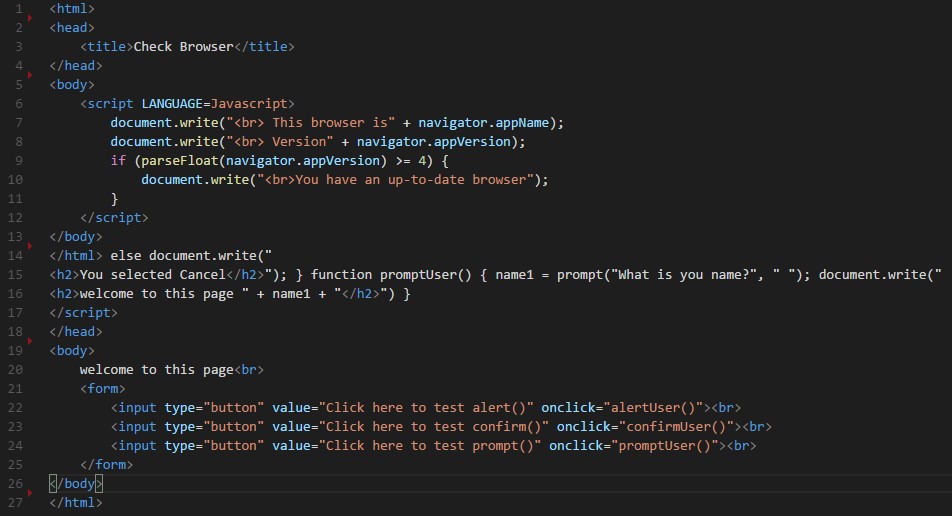 1 <html>
2 <head>
3     <title>Check Browser</title>
4 </head>
5 <body>
6     <script LANGUAGE=Javascript>
7         document.write("<br> This browser is" + navigator.appName);
8         document.write("<br> Version" + navigator.appVersion);
9         if (parseFloat(navigator.appVersion) >= 4) {
10             document.write("<br>You have an up-to-date browser");
11         }
12     </script>
13 </body>
14 </html> else document.write("
15 <h2>You selected Cancel</h2>"); } function promptUser() { name1 = prompt("What is you name?", " "); document.write("
16 <h2>welcome to this page " + name1 + "</h2>") }
17 </script>
18 </head>
19 <body>
20     welcome to this page<br>
21     <form>
22         <input type="button" value="Click here to test alert()" onclick="alertUser()"><br>
23         <input type="button" value="Click here to test confirm()" onclick="confirmUser()"><br>
24         <input type="button" value="Click here to test prompt()" onclick="promptUser()"><br>
25     </form>
26 </body>
27 </html>